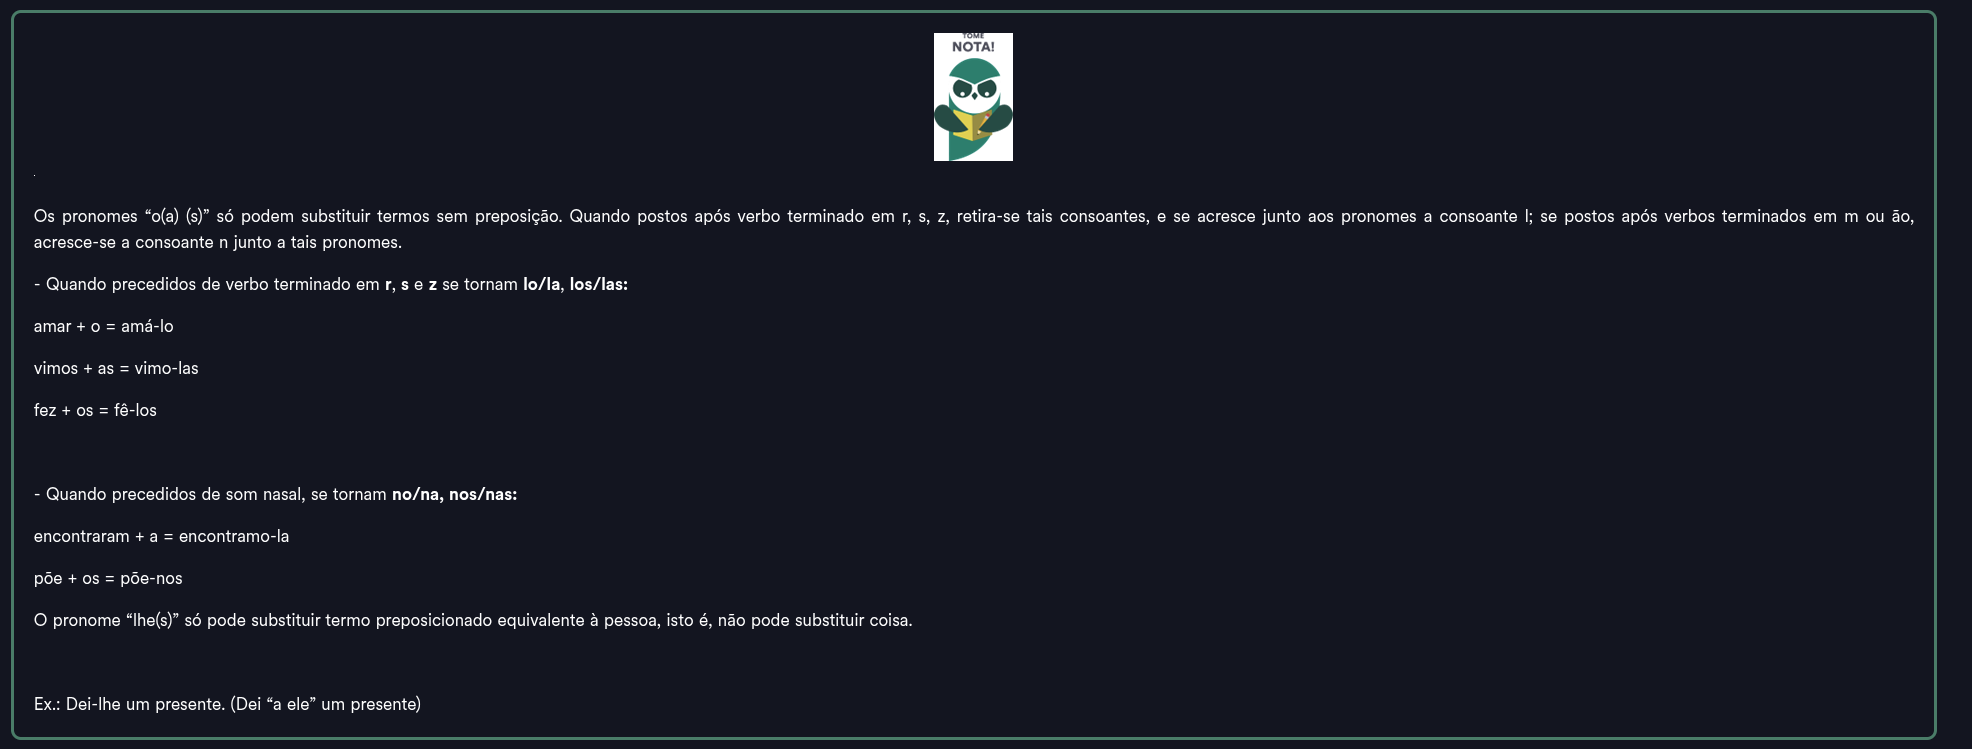 TOME
NOTA!
.
Os pronomes “o(a) (s)” só podem substituir termos sem preposição. Quando postos após verbo terminado em r, s, z, retira-se tais consoantes, e se acresce junto aos pronomes a consoante l; se postos após verbos terminados em m ou ão,
acresce-se a consoante n junto a tais pronomes.
- Quando precedidos de verbo terminado em r, s e z se tornam lo/la, los/las:
amar + o = amá-lo
vimos + as = vimo-las
fez + os = fê-los
- Quando precedidos de som nasal, se tornam no/na, nos/nas:
encontraram + a = encontramo-la
põe + os = põe-nos
O pronome “lhe(s)” só pode substituir termo preposicionado equivalente à pessoa, isto é, não pode substituir coisa.
Ex.: Dei-lhe um presente. (Dei “a ele” um presente)